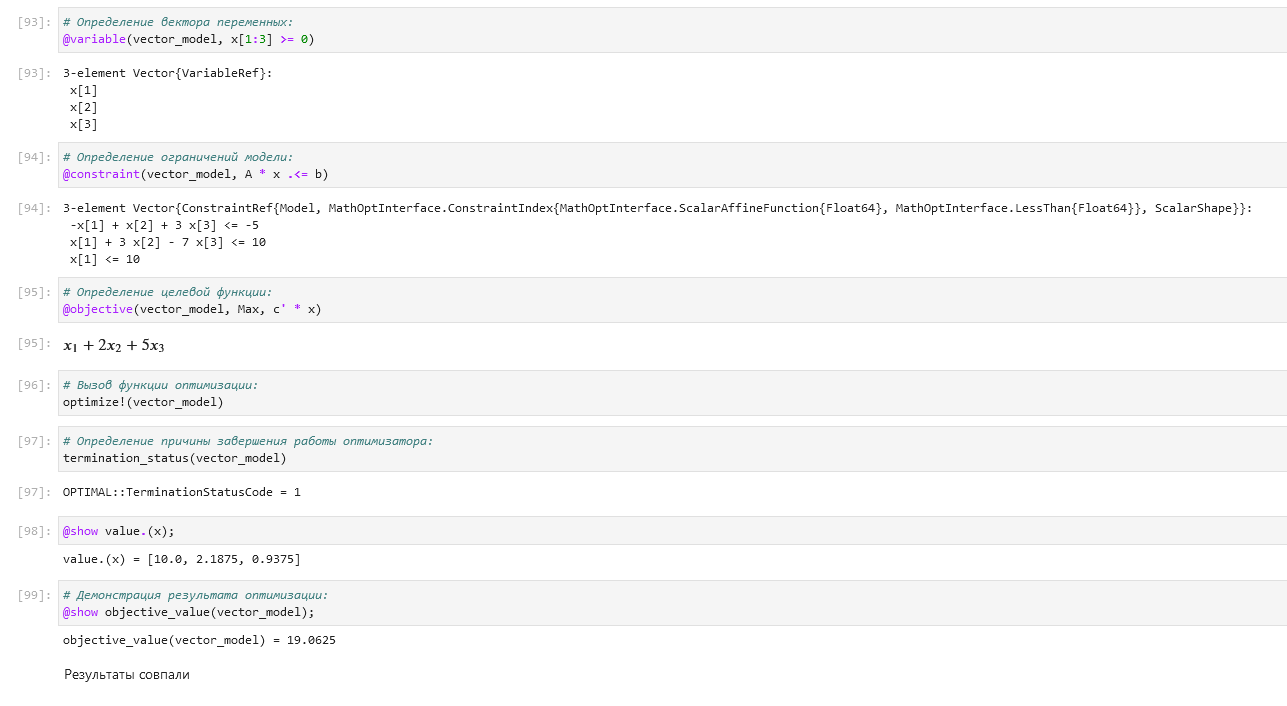 [93]: # Определение вектора переменных:
@variable(vector_model, x[1:3] >= 0)
[93]: 3-element Vector{VariableRef}:
x[1]
x[2]
x[3]
[94]: # Определение ограничений модели:
@constraint(vector_model, A * x .<= b)
[94]: 3-element Vector{ConstraintRef{Model, MathOptInterface.ConstraintIndex{MathOptInterface.ScalarAffineFunction{Float64}, MathOptInterface.LessThan{Float64}}, ScalarShape}}:
-x[1] + x[2] + 3 x[3] <= -5
x[1] + 3 x[2] - 7 x[3] <= 10
x[1] <= 10
[95]: # Определение целевой функции:
@objective(vector_model, Max, c' * x)
[95]: x₁ + 2x₂ + 5x₃
[96]: # Вызов функции оптимизации:
optimize!(vector_model)
[97]: # Определение причины завершения работы оптимизатора:
termination_status(vector_model)
[97]: OPTIMAL::TerminationStatusCode = 1
[98]: @show value.(x);
value.(x) = [10.0, 2.1875, 0.9375]
[99]: # Демонстрация результата оптимизации:
@show objective_value(vector_model);
objective_value(vector_model) = 19.0625
Результаты совпали